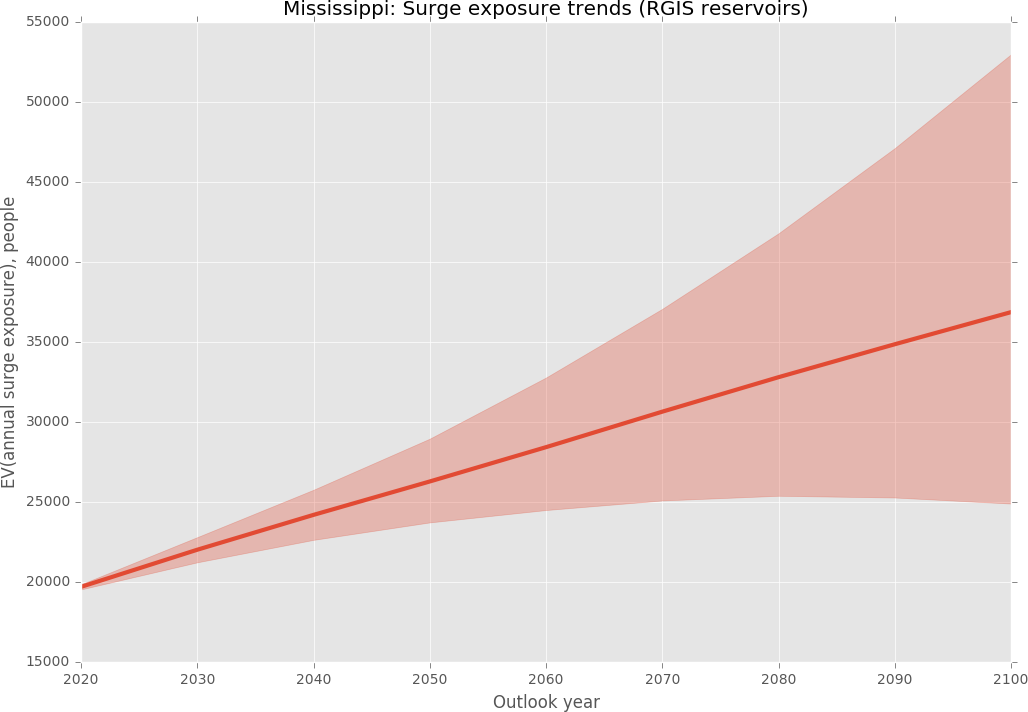 Mississippi: Surge exposure trends (RGIS reservoirs)
55000
50000
45000
40000
35000
30000
25000
20000
15000
EV(annual surge exposure), people
2020 2030 2040 2050 2060 2070 2080 2090 2100
Outlook year